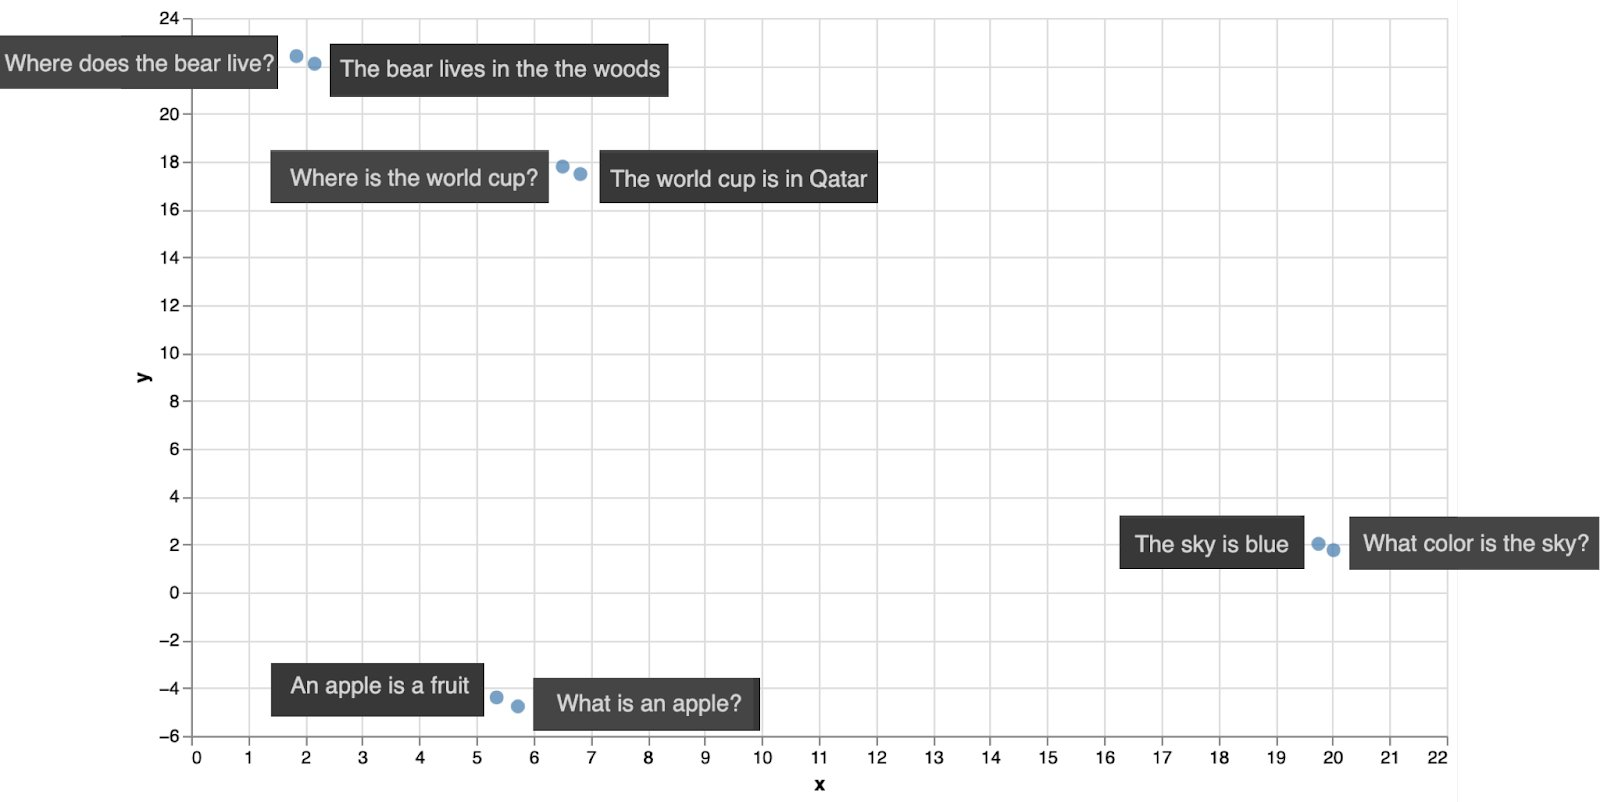 24
Where does the bear live?
The bear lives in the the woods
20
18
Where is the world cup?
The world cup is in Qatar
16
14
12
10
y
8
6
4
2
The sky is blue
What color is the sky?
0
−2
An apple is a fruit
−4
What is an apple?
−6
0 1 2 3 4 5 6 7 8 9 10 11 12 13 14 15 16 17 18 19 20 21 22
x